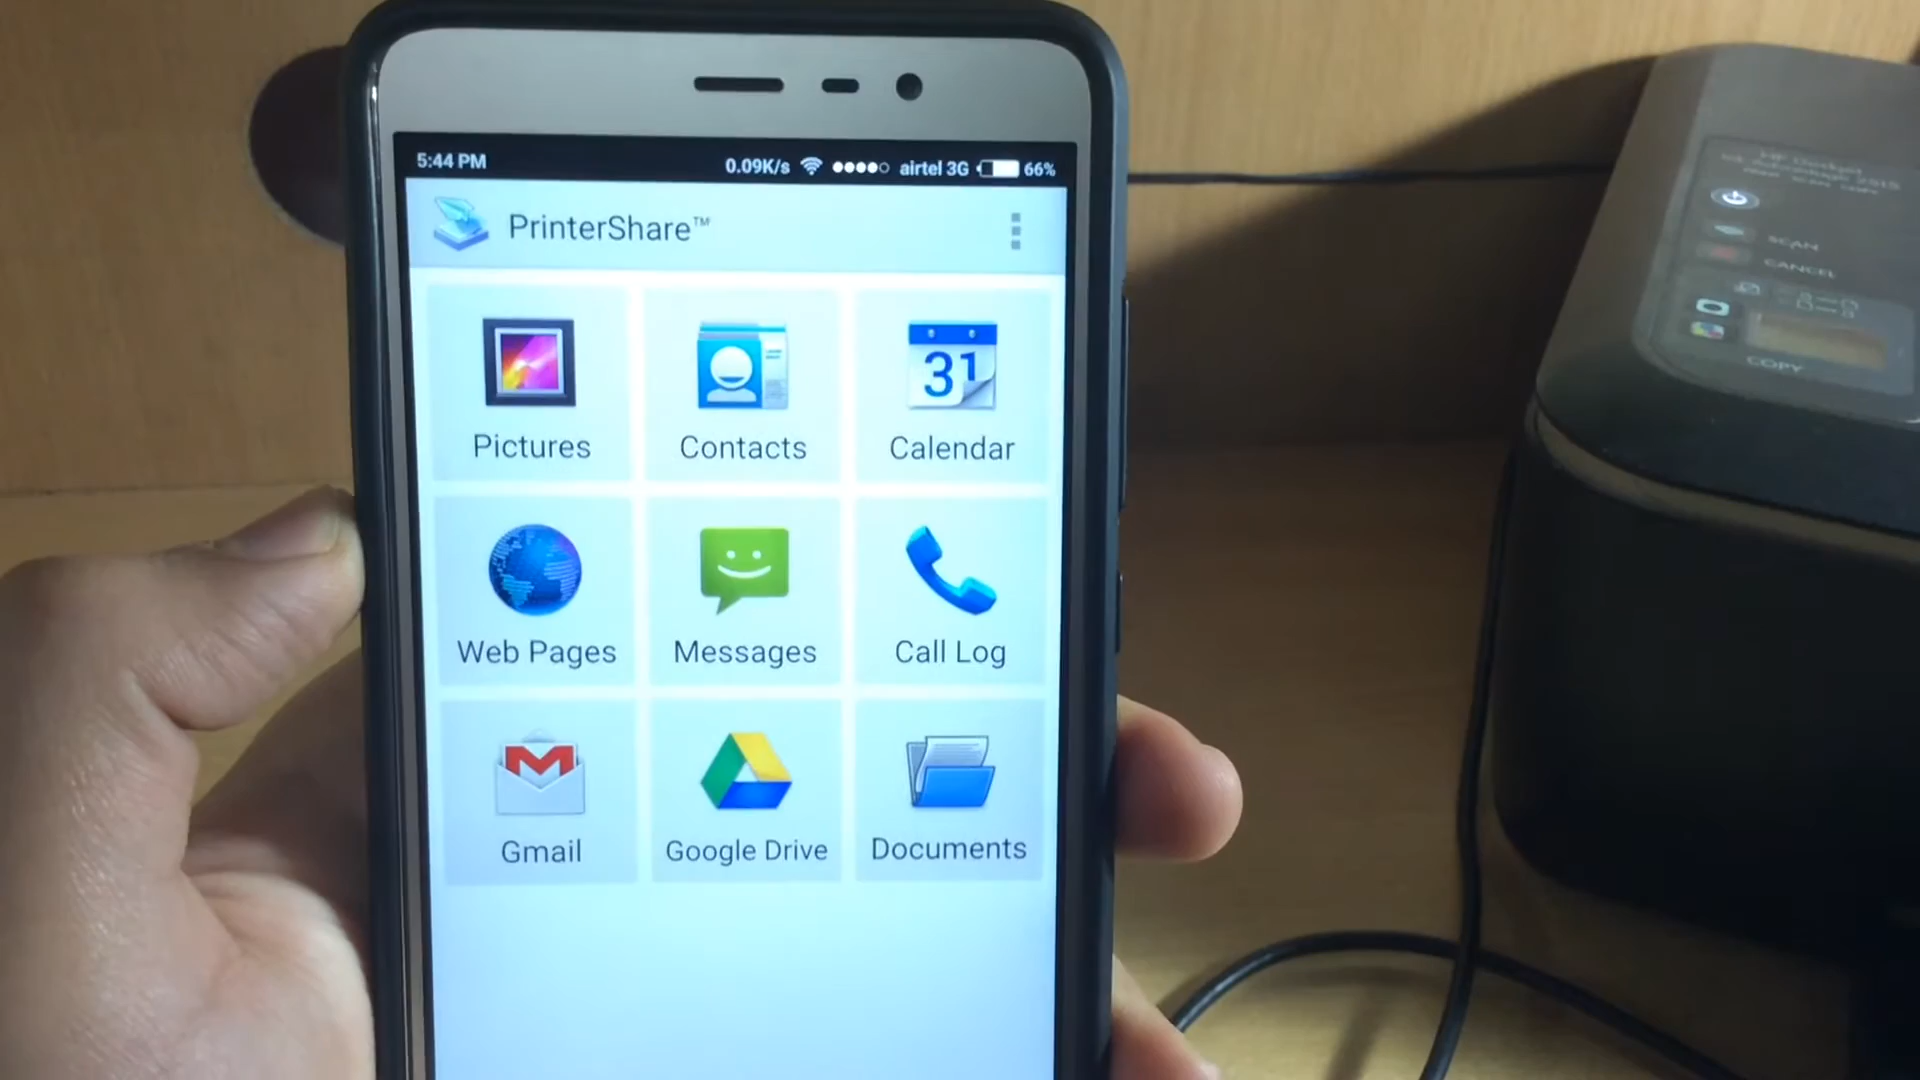 5:44 PM
0.09K/s airtel 3G 66%
PrinterShare™
31
Pictures Contacts Calendar
Web Pages Messages Call Log
Gmail Google Drive Documents
SCAN
CANCEL
COPY